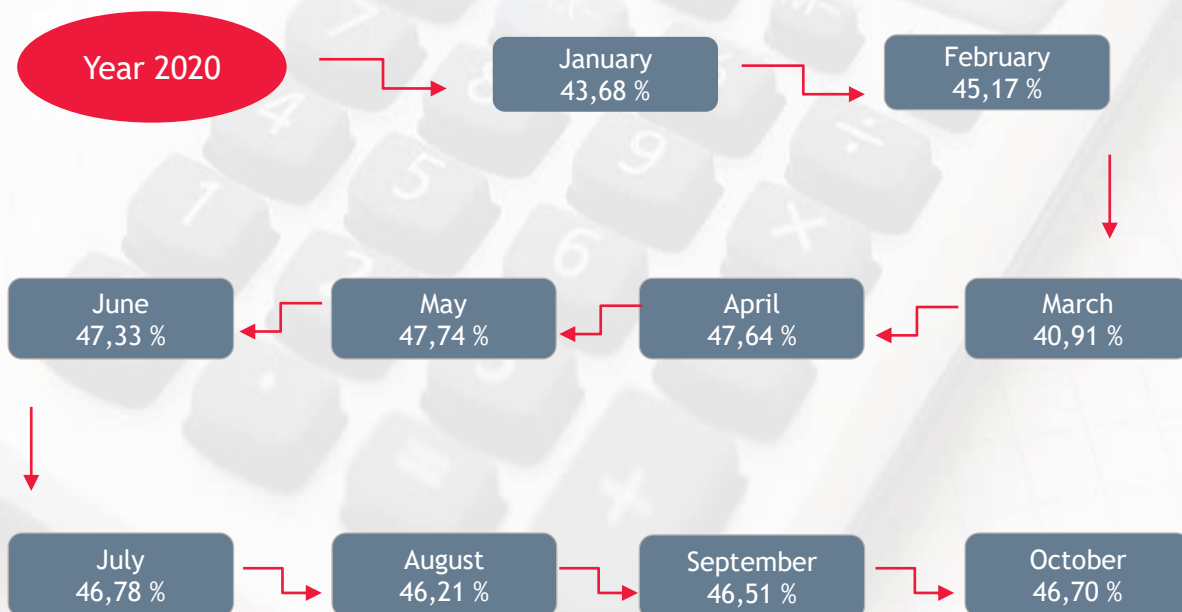 Year 2020
January
43,68 %
February
45,17 %
March
40,91 %
April
47,64 %
May
47,74 %
June
47,33 %
July
46,78 %
August
46,21 %
September
46,51 %
October
46,70 %